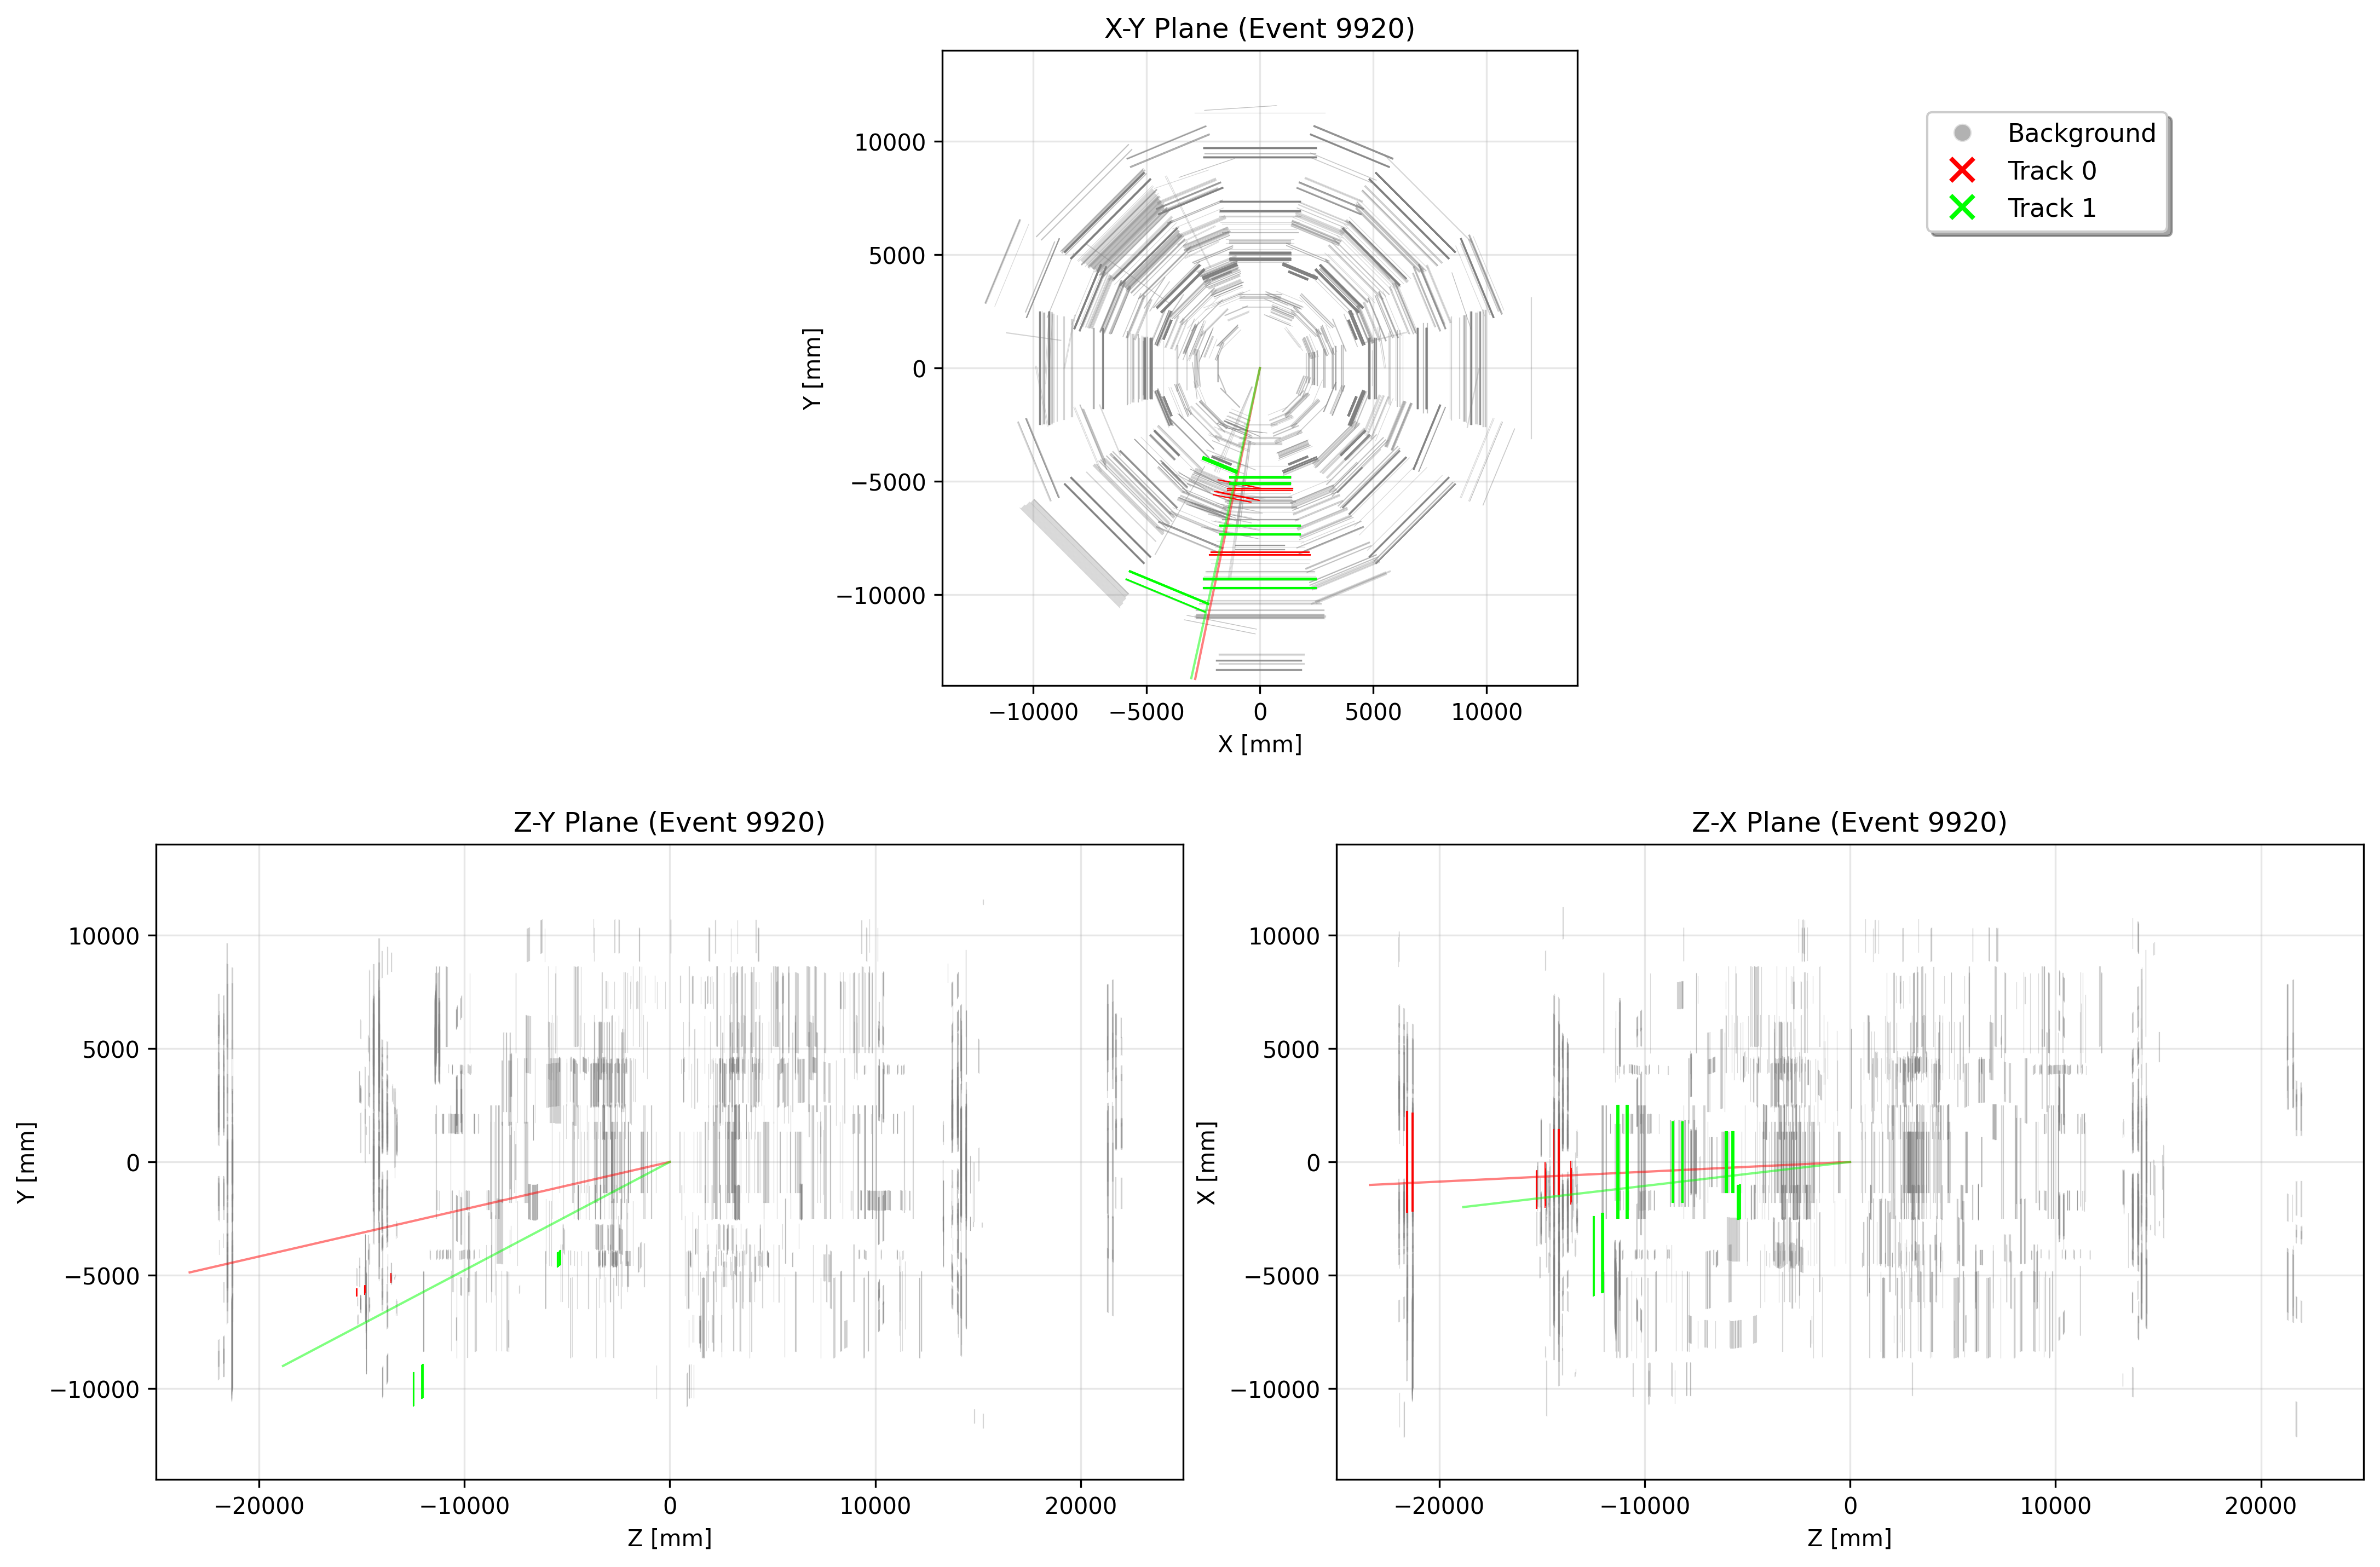 X-Y Plane (Event 9920)
10000
5000
0
−5000
−10000
Y [mm]
−10000 −5000 0 5000 10000
X [mm]
Background
Track 0
Track 1
Z-Y Plane (Event 9920)
10000
5000
0
−5000
−10000
Y [mm]
−20000 −10000 0 10000 20000
Z [mm]
Z-X Plane (Event 9920)
10000
5000
0
−5000
−10000
X [mm]
−20000 −10000 0 10000 20000
Z [mm]